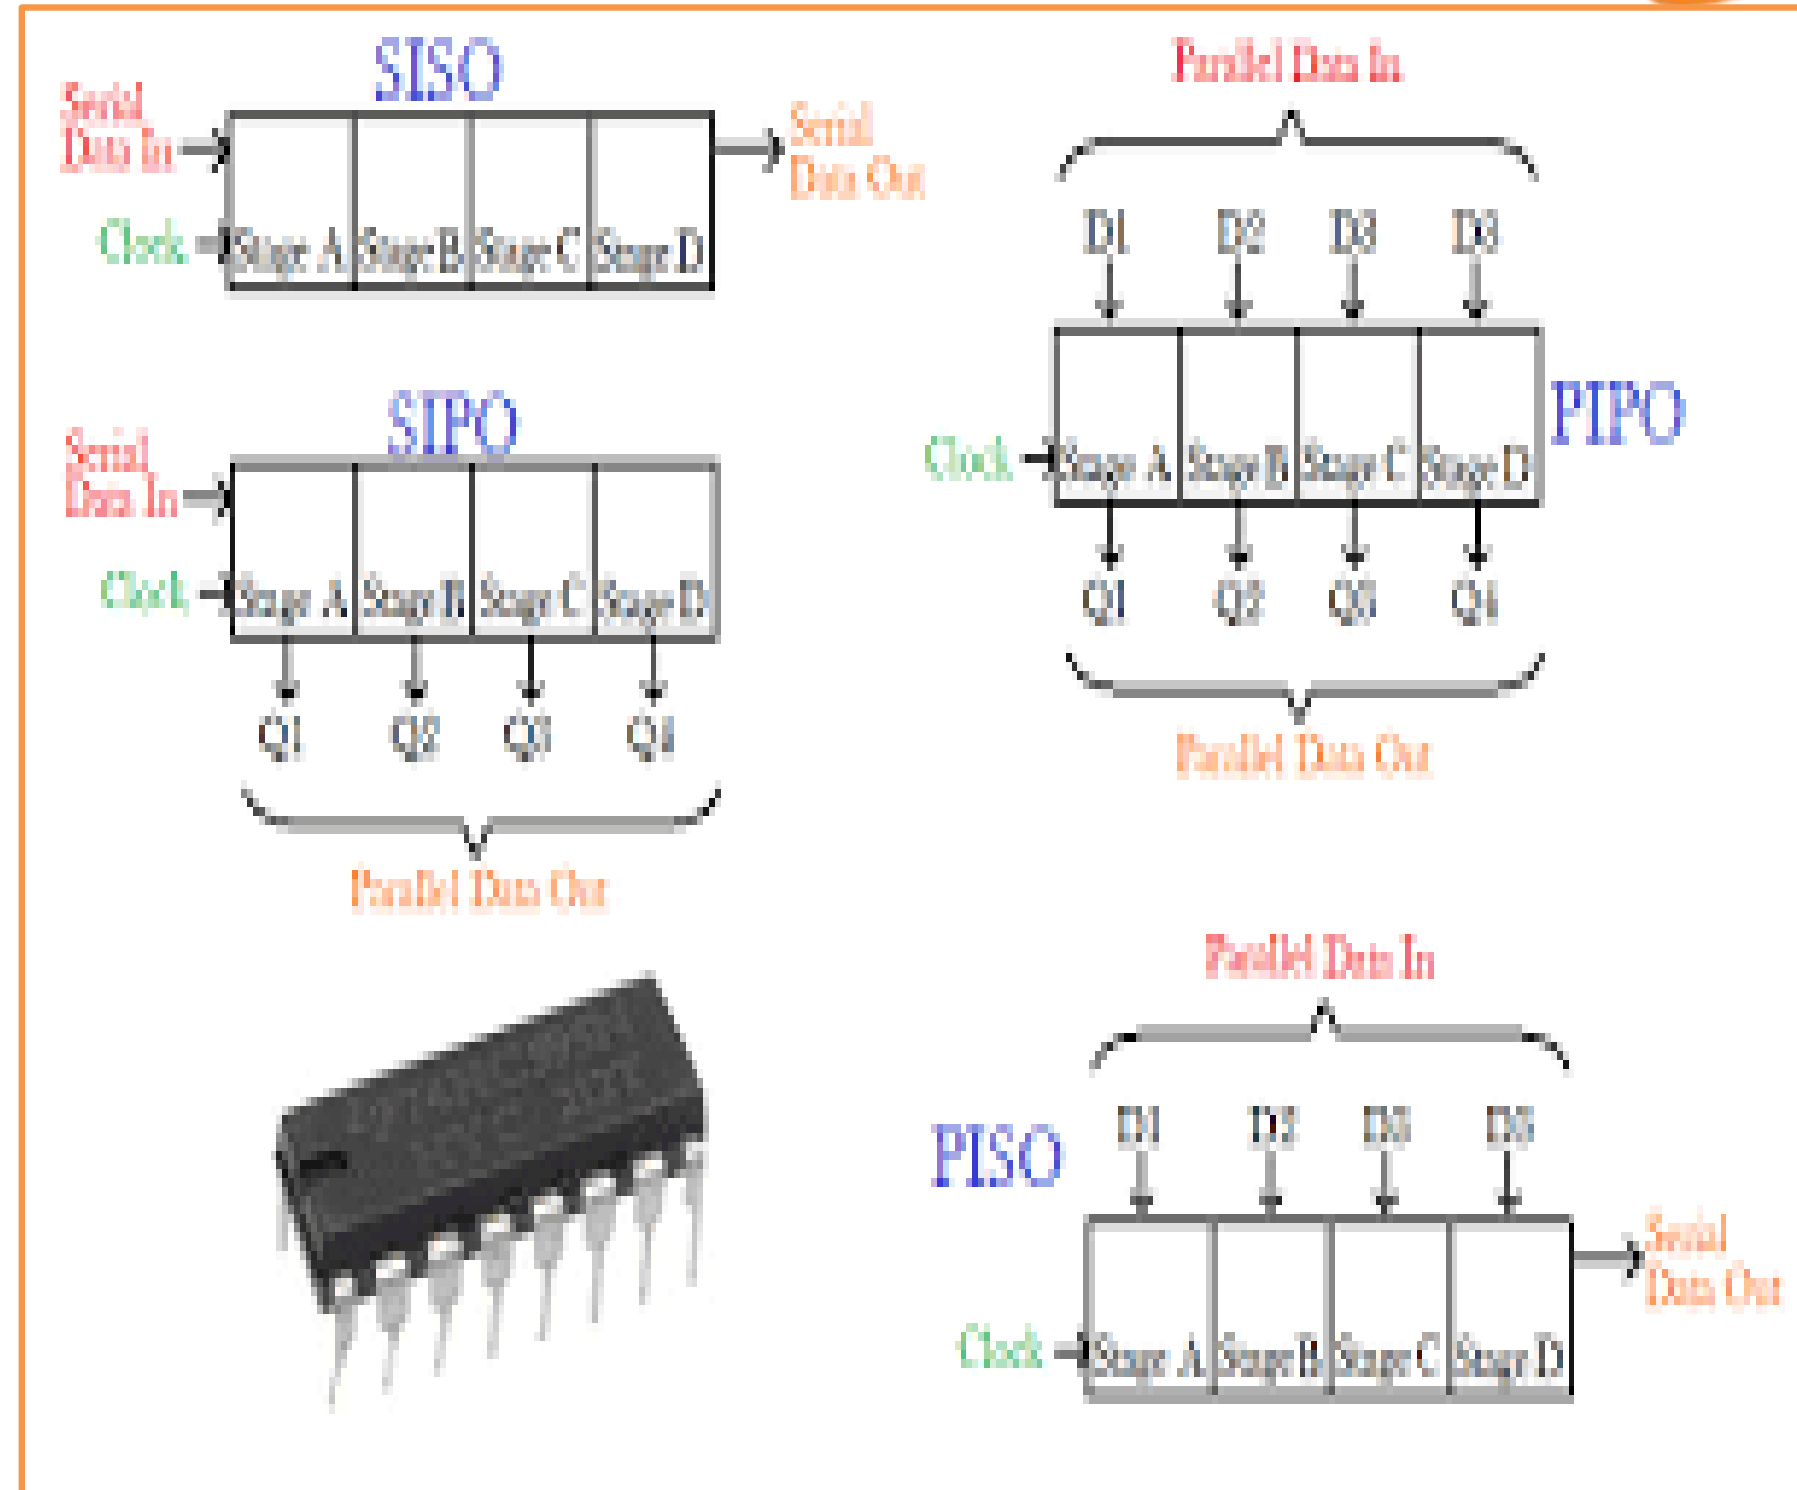 SISO
Serial
Data In
Serial
Data Out
Clock
Stage A Stage B Stage C Stage D
SIPO
Serial
Data In
Clock
Stage A Stage B Stage C Stage D
Q1 Q2 Q3 Q4
Parallel Data Out
Parallel Data In
D1 D2 D3 D3
PIPO
Clock
Stage A Stage B Stage C Stage D
Q1 Q2 Q3 Q4
Parallel Data Out
Parallel Data In
PISO
D1 D2 D3 D3
Serial
Data Out
Clock
Stage A Stage B Stage C Stage D